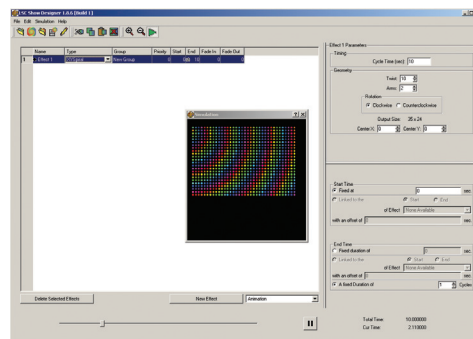 LSC Show Designer 1.0.6 [Build 1]
File Edit Simulation Help
Name Type Group Priority Start End Fade In Fade Out
1 Effect 1 New Group 0 0 10 0 0
Effect 1 Parameters
Timing
Cycle Time (sec): 10
Geometry
Twist: 10
Arms: 2
Rotation
Clockwise Counterclockwise
Output Size:
Center X: 0 Center Y: 0
Simulation
Start Time
Fixed at 0 sec.
Linked to the Start End
of Effect None Available
with an offset of 0 sec.
End Time
Fixed duration of sec.
Linked to the Start End
of Effect None Available
with an offset of 0 sec.
A fixed Duration of 1 Cycles
Delete Selected Effects New Effect Animation
Total Time: 10.000000
Cur Time: 2.110000